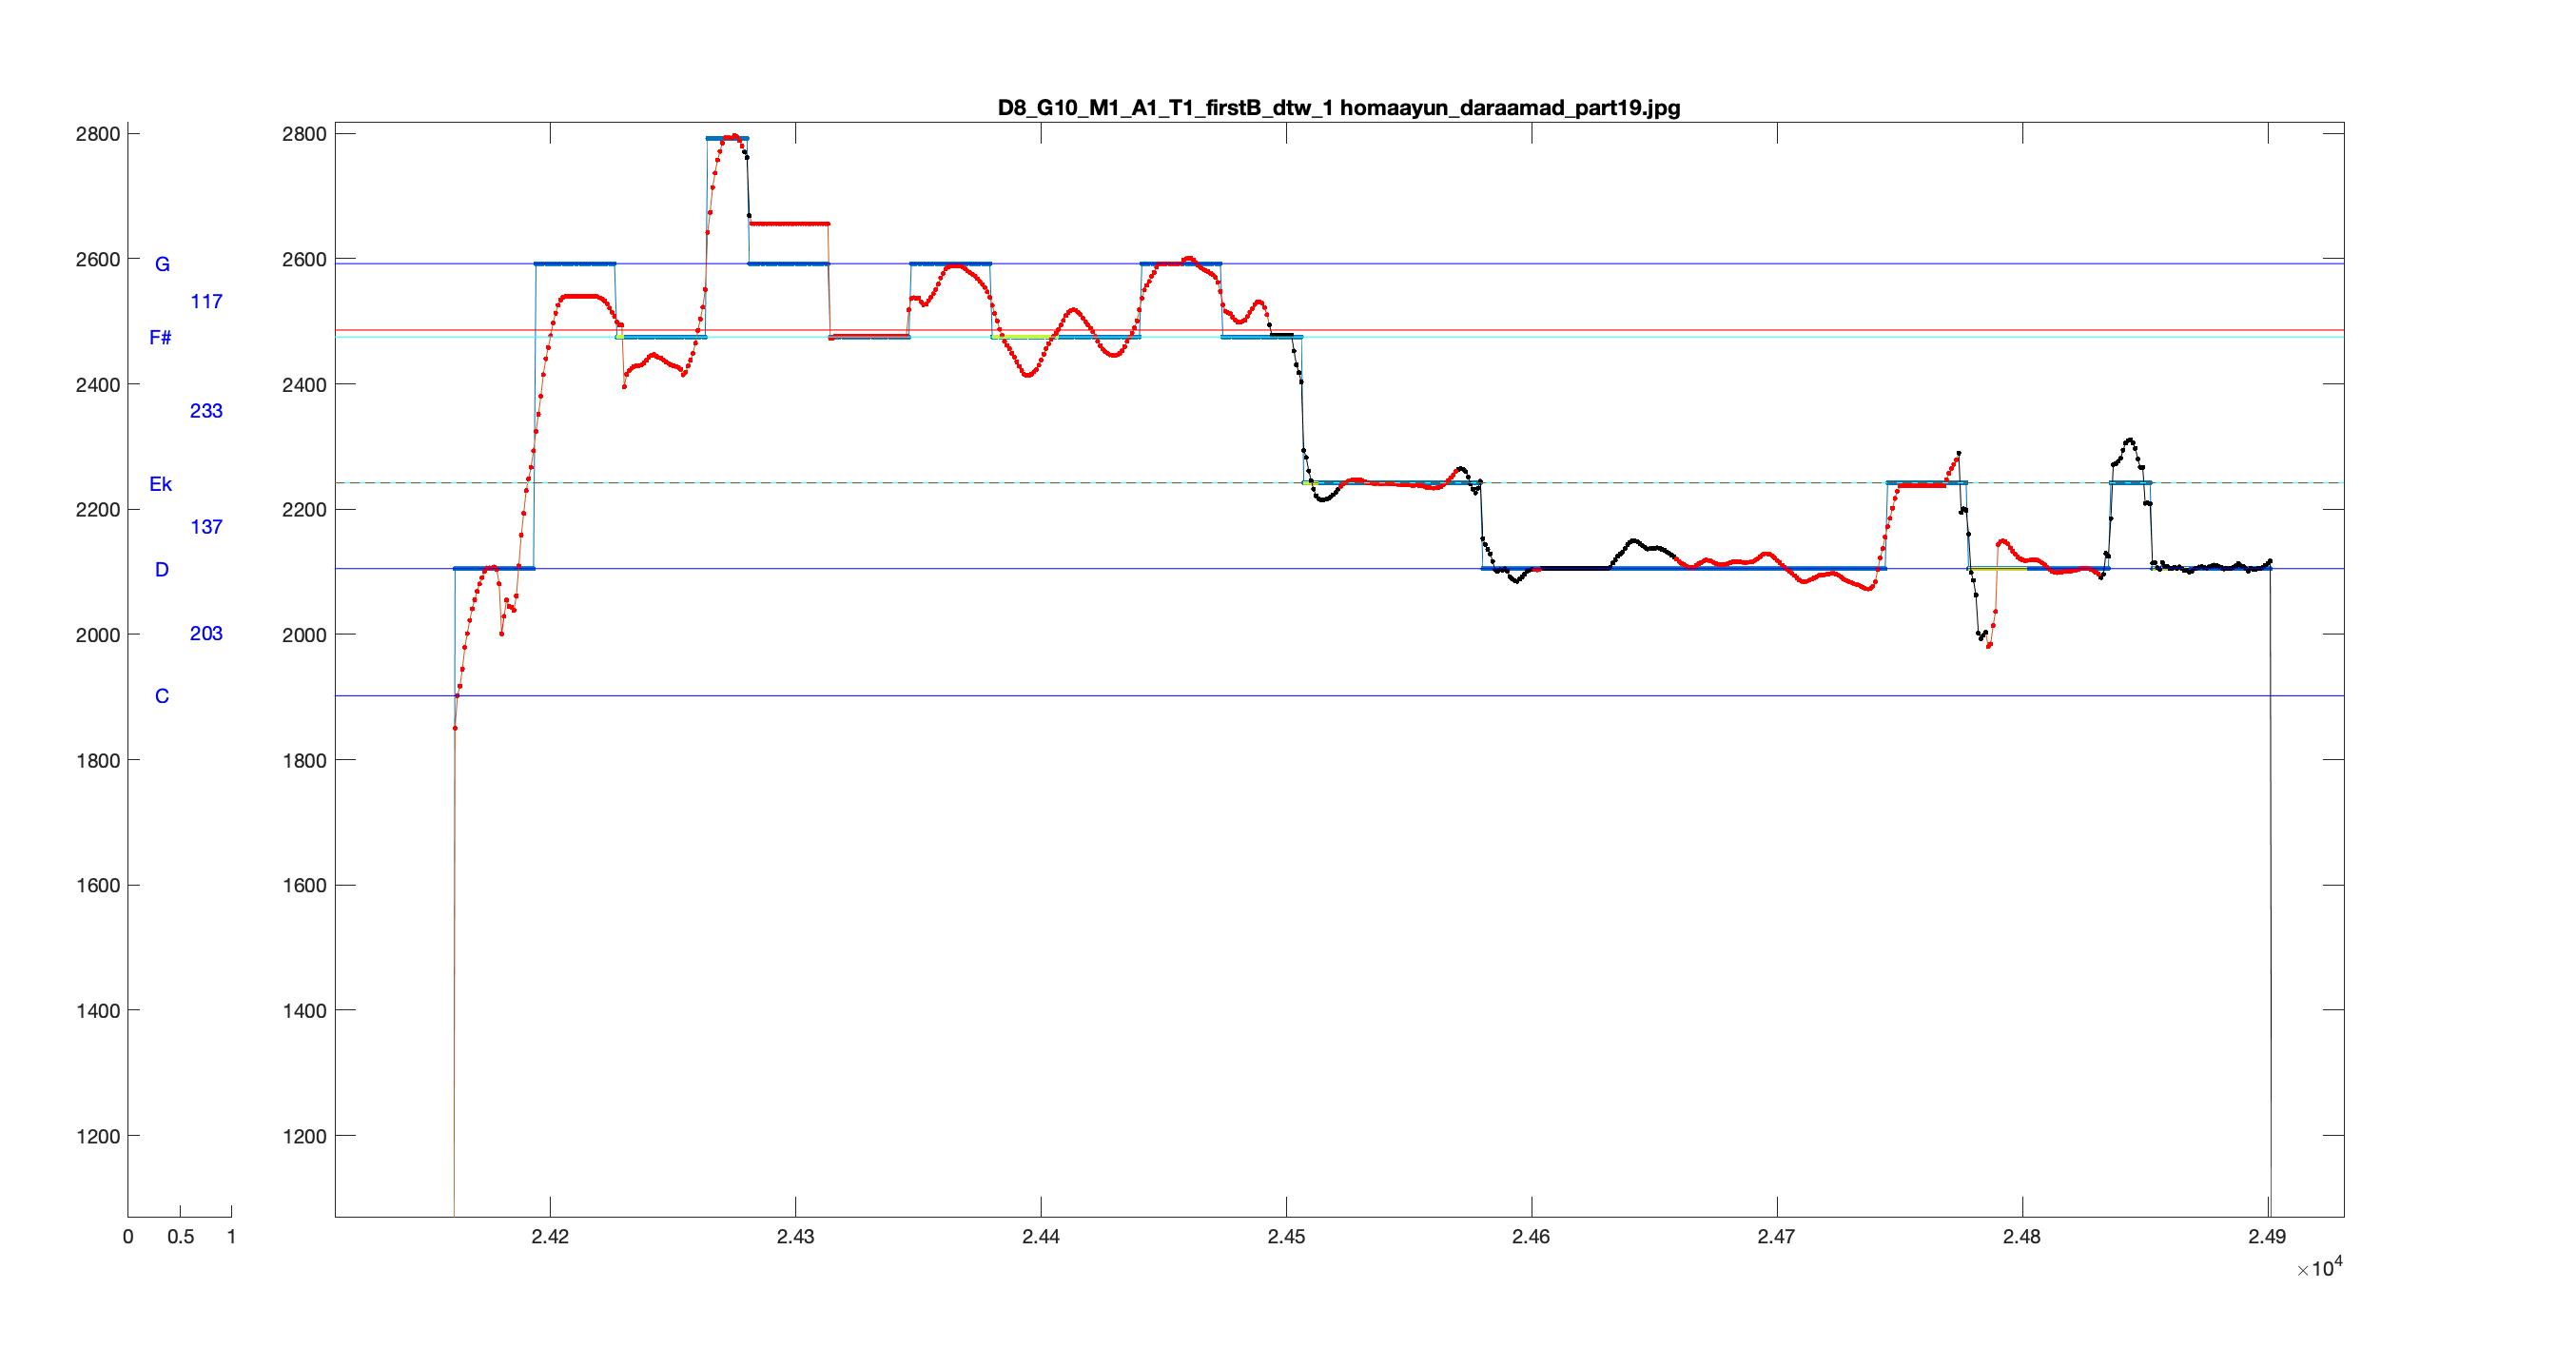 D8_G10_M1_A1_T1_firstB_dtw_1 homaayun_daraamad_part19.jpg
2800 2800
2600 G 2600
117
F#
2400 2400
233
Ek
2200 2200
137
D
2000 2000
203
C
1800 1800
1600 1600
1400 1400
1200 1200
0 0.5 1 2.42 2.43 2.44 2.45 2.46 2.47 2.48 2.49
×10⁴